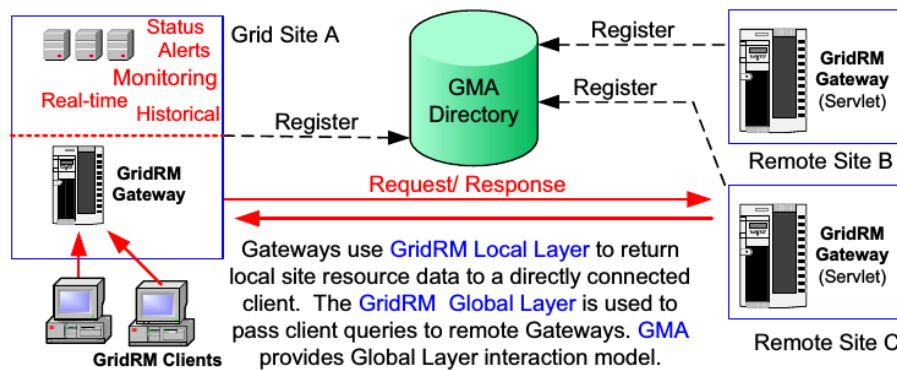 Status
Alerts
Monitoring
Real-time
Historical
Grid Site A
Register
GMA
Directory
Register
Register
GridRM
Gateway
(Servlet)
Remote Site B
GridRM
Gateway
Request/ Response
GridRM
Gateway
(Servlet)
Remote Site C
GridRM Clients
Gateways use GridRM Local Layer to return
local site resource data to a directly connected
client. The GridRM Global Layer is used to
pass client queries to remote Gateways. GMA
provides Global Layer interaction model.